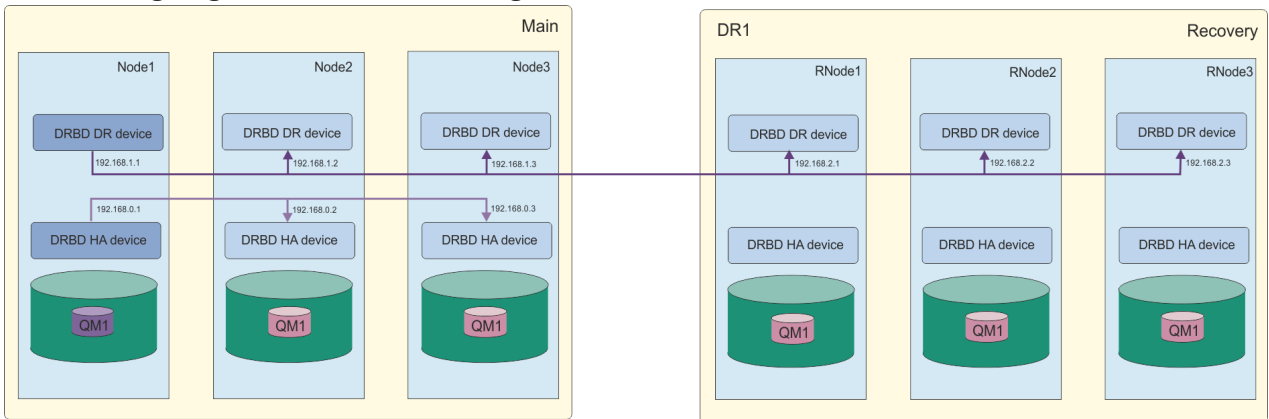 Main
Node1
Node2
Node3
DRBD DR device
DRBD DR device
DRBD DR device
192.168.1.1
192.168.1.2
192.168.1.3
192.168.0.1
192.168.0.2
192.168.0.3
DRBD HA device
DRBD HA device
DRBD HA device
QM1
QM1
QM1
DR1
Recovery
RNode1
RNode2
RNode3
DRBD DR device
DRBD DR device
DRBD DR device
192.168.2.1
192.168.2.2
192.168.2.3
DRBD HA device
DRBD HA device
DRBD HA device
QM1
QM1
QM1